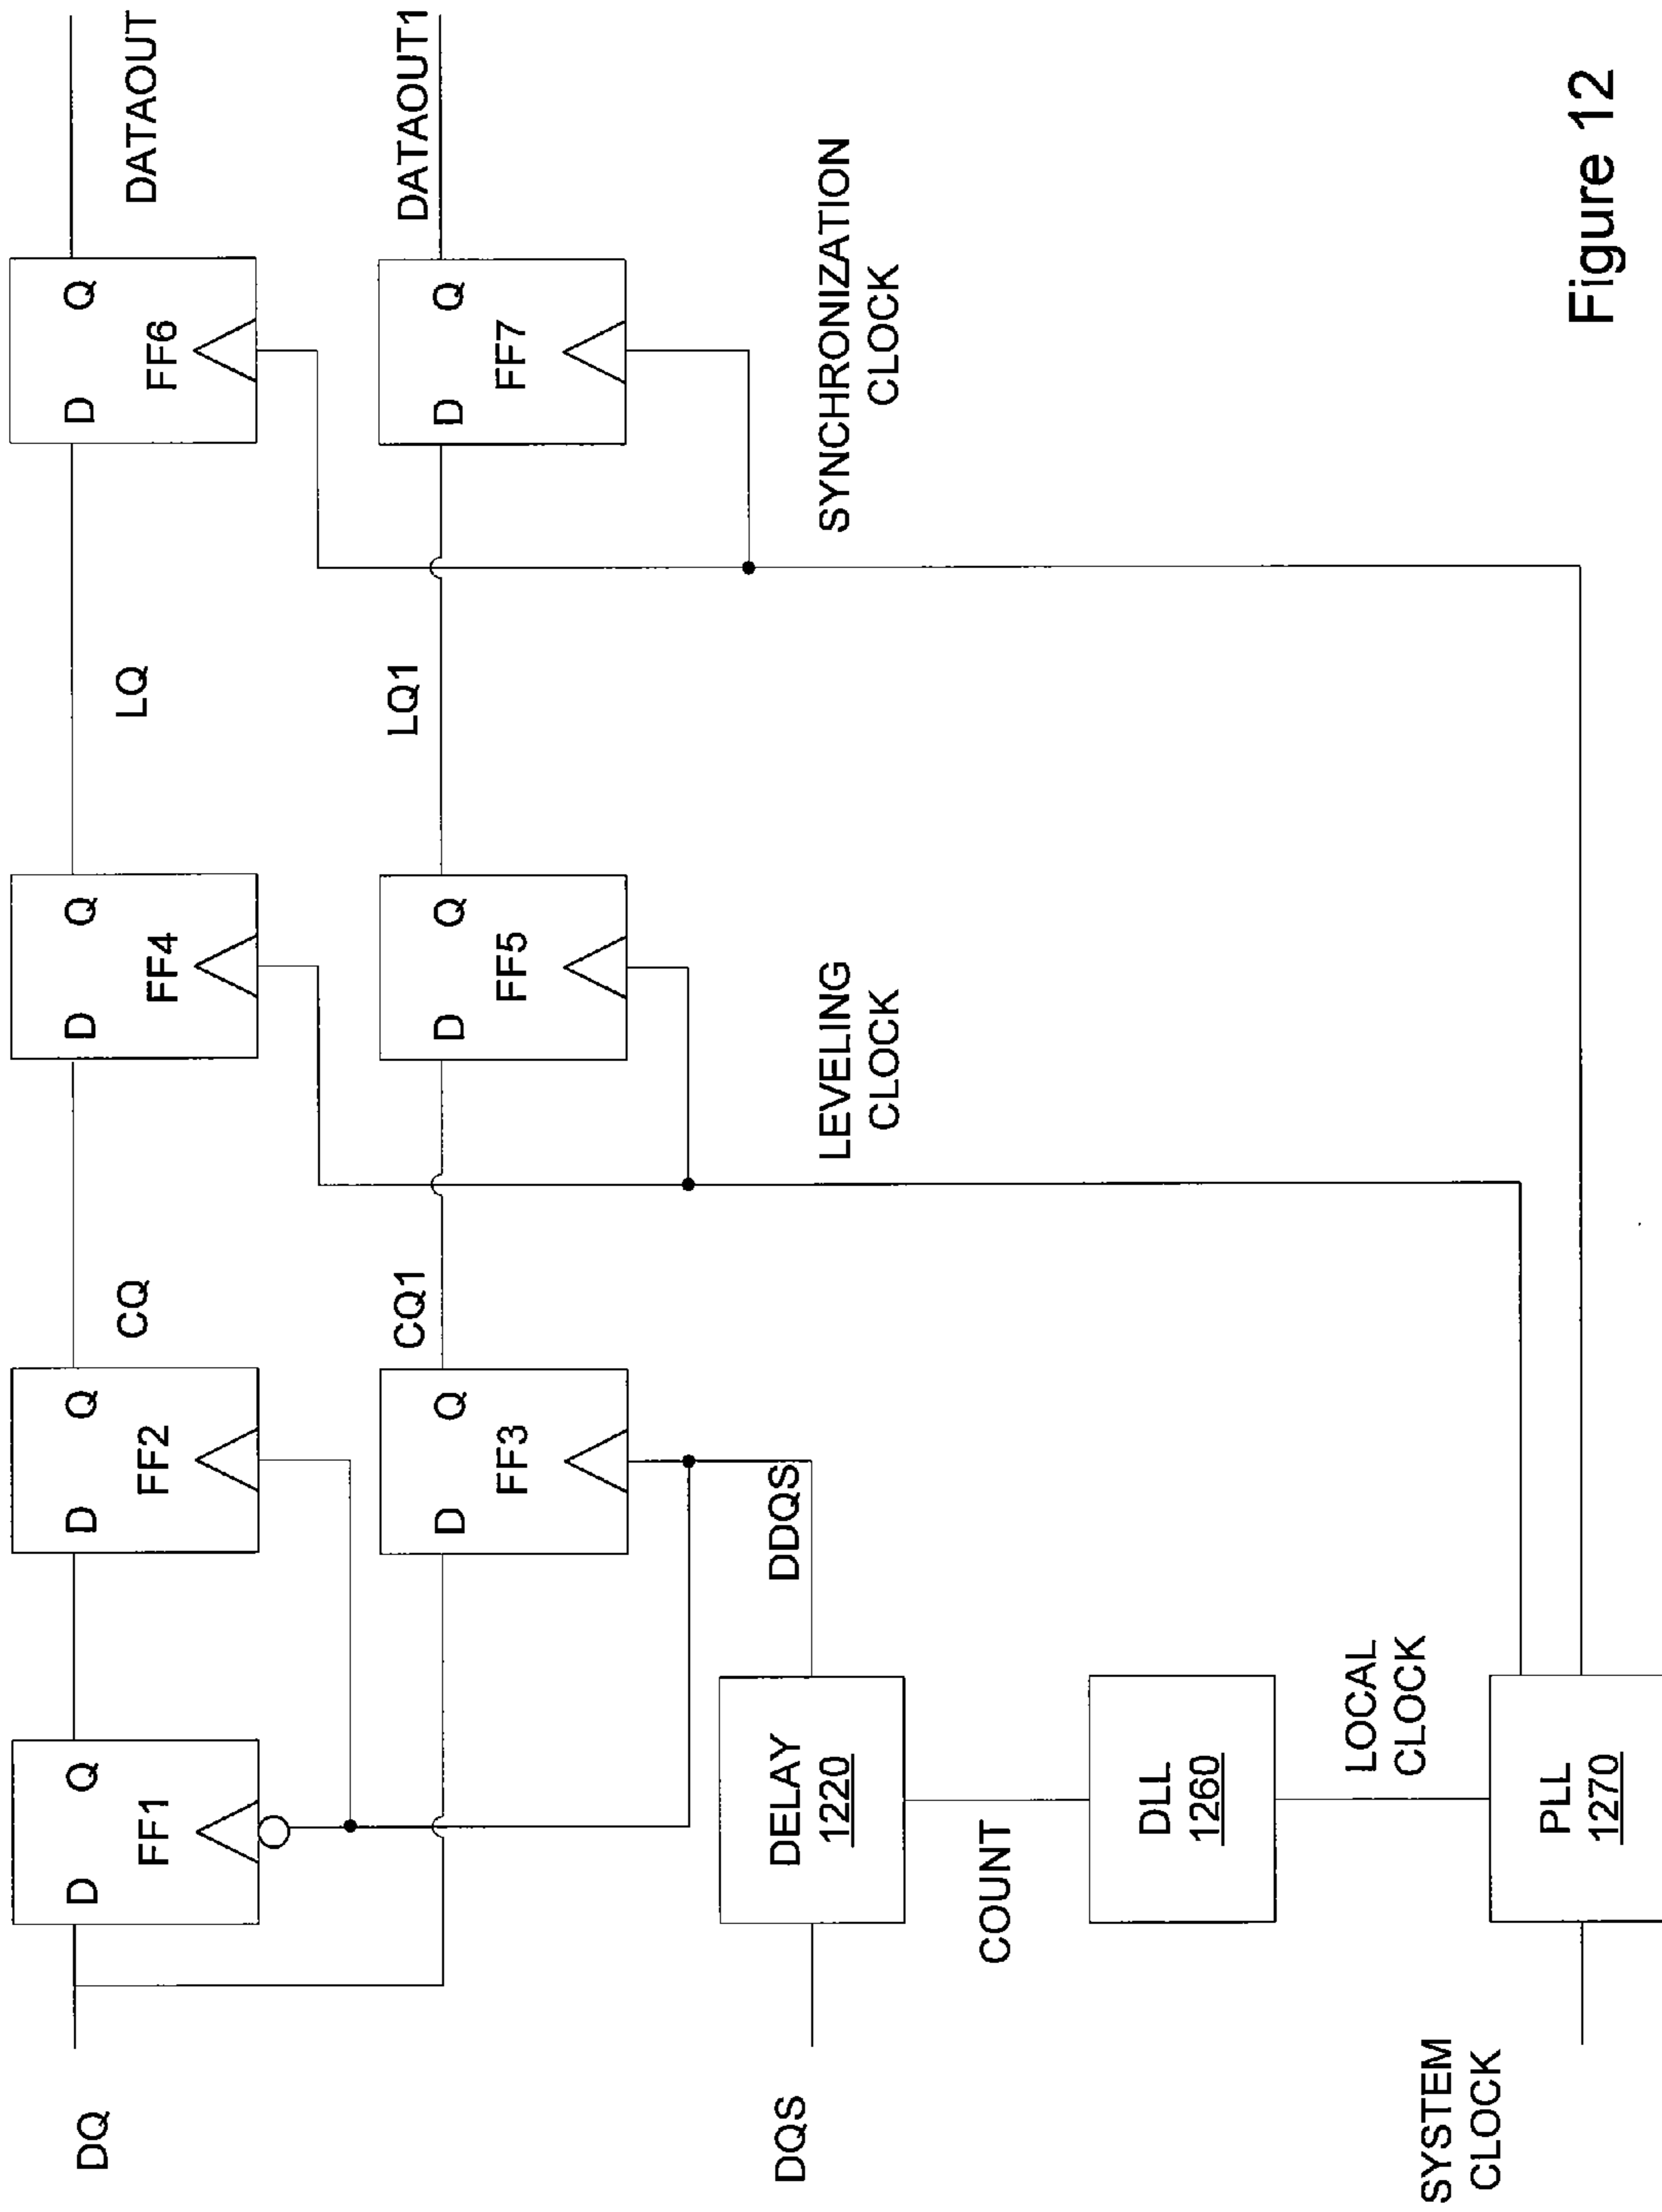 DQ
D Q
FF1
D Q
FF2
CQ
D Q
FF4
LQ
D Q
FF6
DATAOUT
D Q
FF3
CQ1
D Q
FF5
LQ1
D Q
FF7
DATAOUT1
DQS
DELAY
1220
DDQS
LEVELING
CLOCK
SYNCHRONIZATION
CLOCK
COUNT
DLL
1260
LOCAL
CLOCK
SYSTEM
CLOCK
PLL
1270
Figure 12